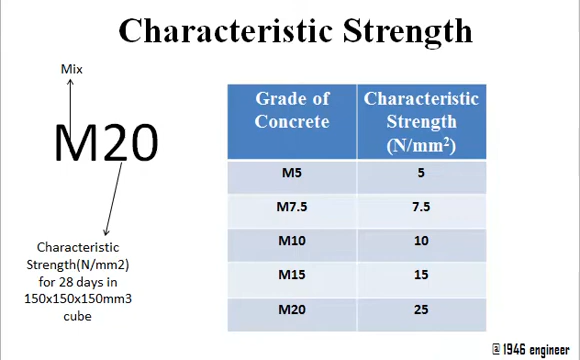 Characteristic Strength
Mix
M20
Characteristic
Strength(N/mm2)
for 28 days in
150x150x150mm3
cube
Grade of Concrete | Characteristic Strength (N/mm²)
M5 | 5
M7.5 | 7.5
M10 | 10
M15 | 15
M20 | 25
@1946 engineer